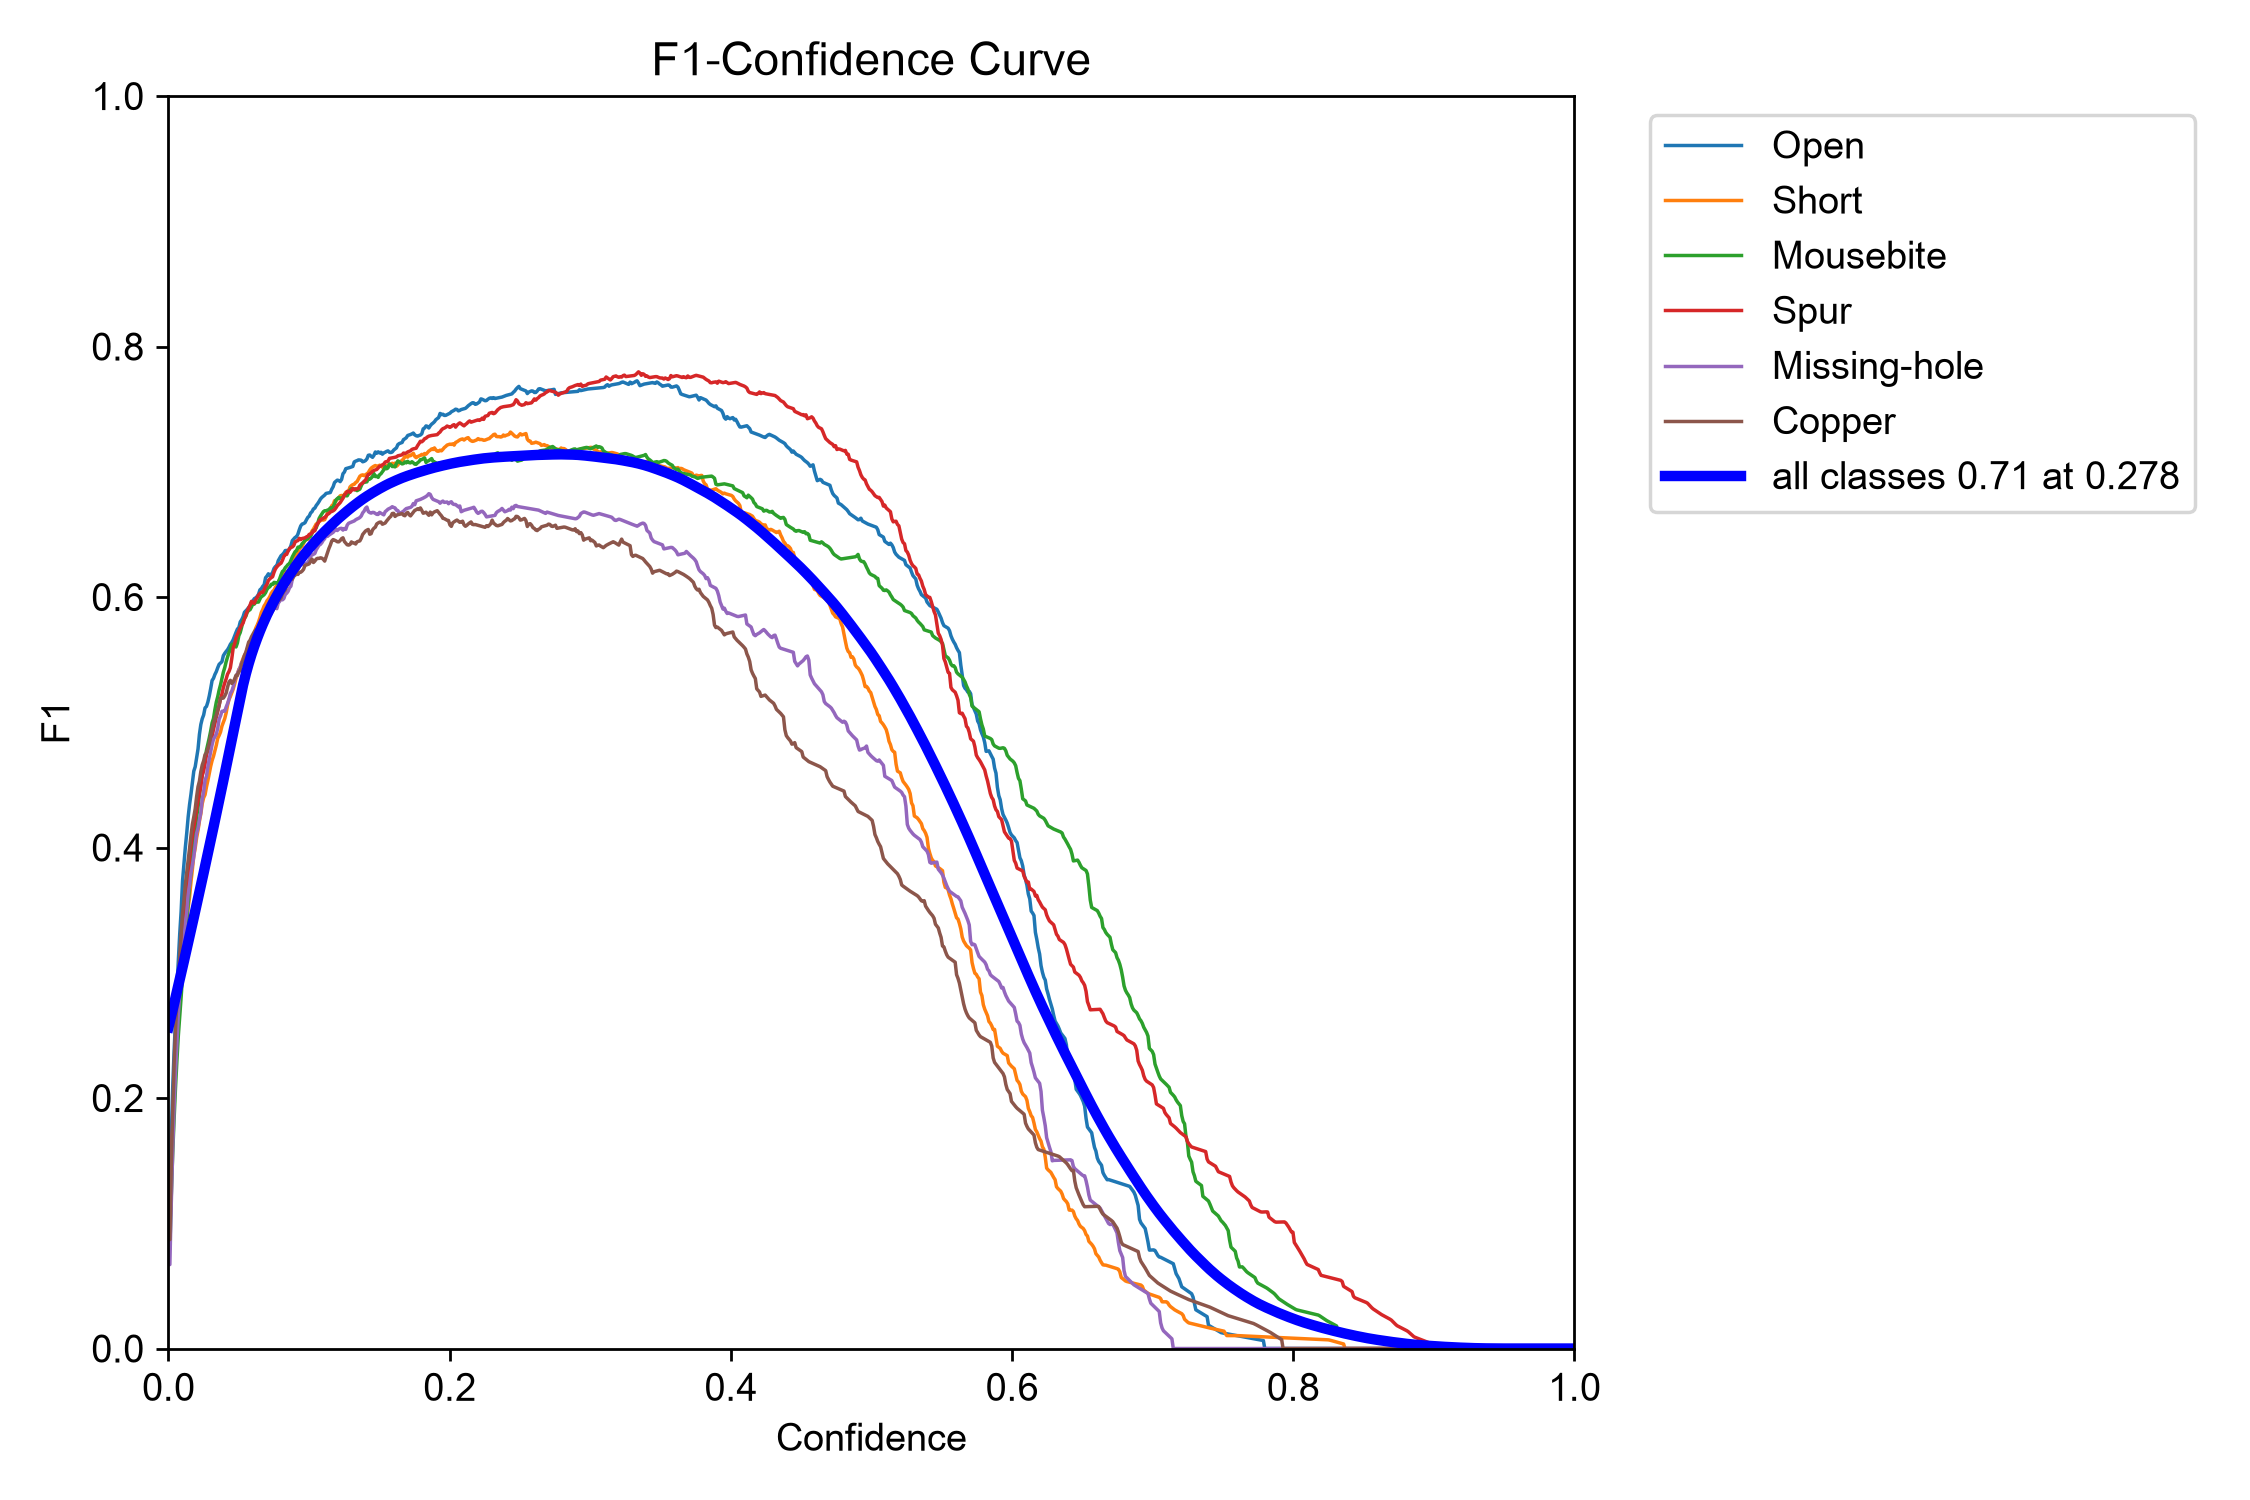 F1-Confidence Curve
1.0
0.8
0.6
0.4
0.2
0.0
F1
0.0 0.2 0.4 0.6 0.8 1.0
Confidence
Open
Short
Mousebite
Spur
Missing-hole
Copper
all classes 0.71 at 0.278